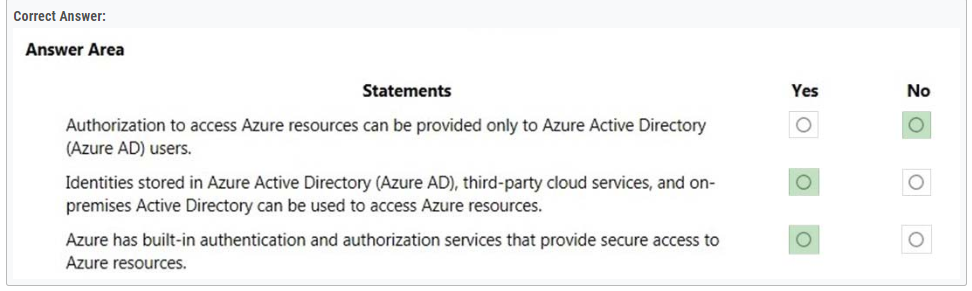 Correct Answer:
Answer Area
Statements Yes No
Authorization to access Azure resources can be provided only to Azure Active Directory
(Azure AD) users.
Identities stored in Azure Active Directory (Azure AD), third-party cloud services, and on-
premises Active Directory can be used to access Azure resources.
Azure has built-in authentication and authorization services that provide secure access to
Azure resources.